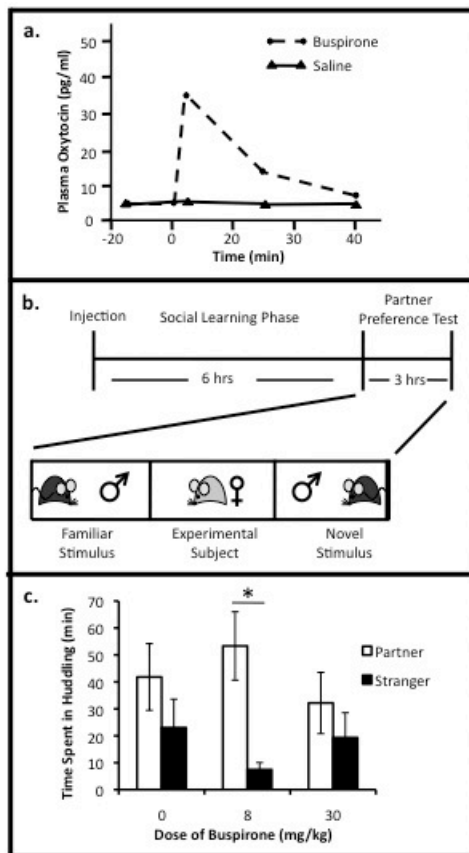 a.
50
40
30
20
10
0
Plasma Oxytocin (pg/ml)
Buspirone
Saline
-20 0 20 40
Time (min)
b.
Injection Social Learning Phase Partner
Preference Test
6 hrs 3 hrs
♂ ♀ ♂
Familiar Experimental Novel
Stimulus Subject Stimulus
c.
70
60
50
40
30
20
10
0
Time Spent in Huddling (min)
*
Partner
Stranger
0 8 30
Dose of Buspirone (mg/kg)